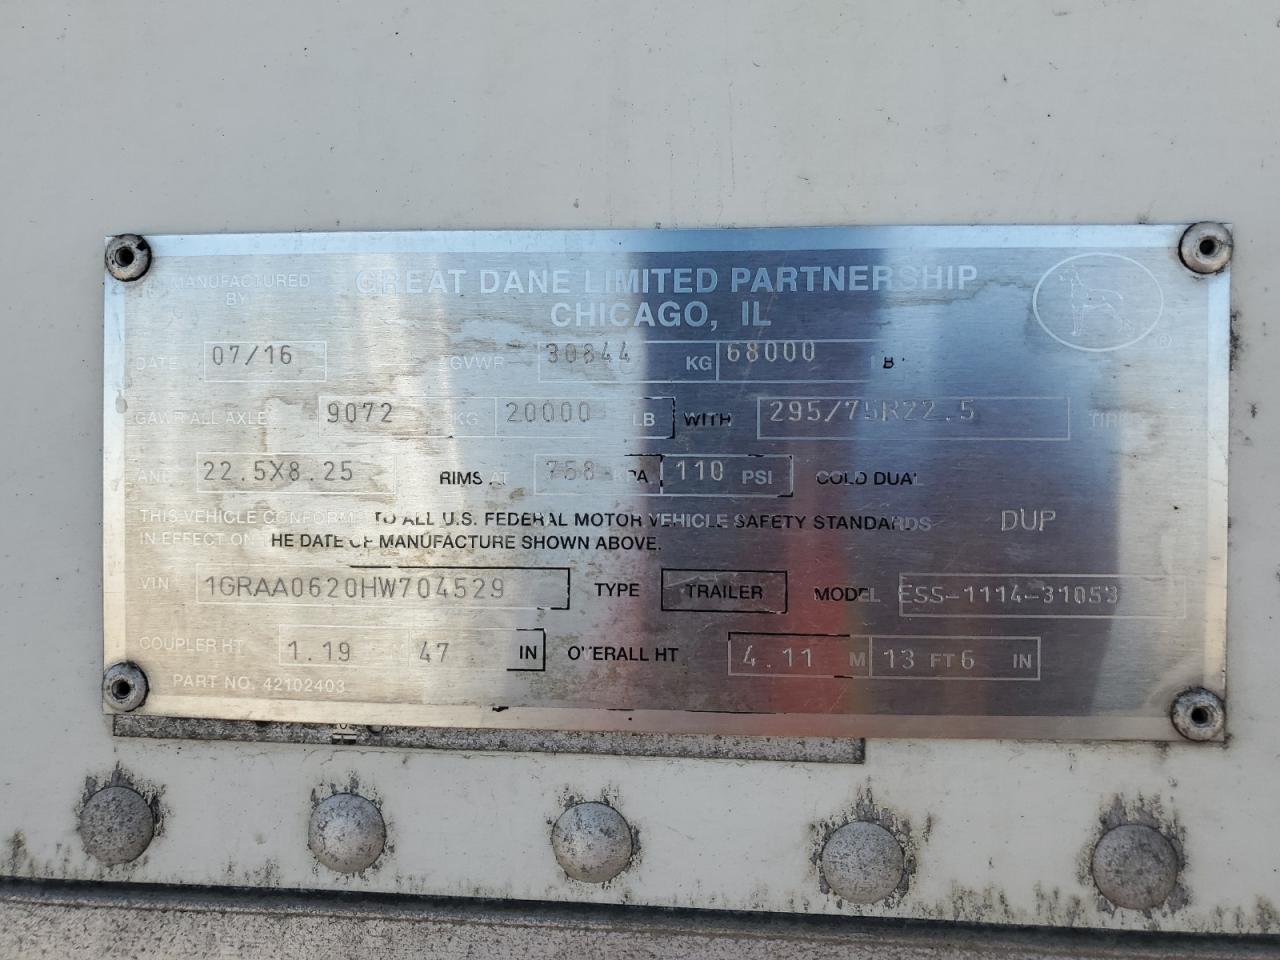 MANUFACTURED BY GREAT DANE LIMITED PARTNERSHIP
CHICAGO, IL
®
DATE 07/16 GVWR 30844 KG 68000 LB
GAWR ALL AXLES 9072 KG 20000 LB WITH 295/75R22.5 TIRES
AND 22.5X8.25 RIMS AT 758 KPA 110 PSI COLD DUAL
THIS VEHICLE CONFORMS TO ALL U.S. FEDERAL MOTOR VEHICLE SAFETY STANDARDS DUP
IN EFFECT ON THE DATE OF MANUFACTURE SHOWN ABOVE.
VIN 1GRAA0620HW704529 TYPE TRAILER MODEL ESS-1114-31053
COUPLER HT 1.19 M 47 IN OVERALL HT 4.11 M 13 FT 6 IN
PART NO. 42102403